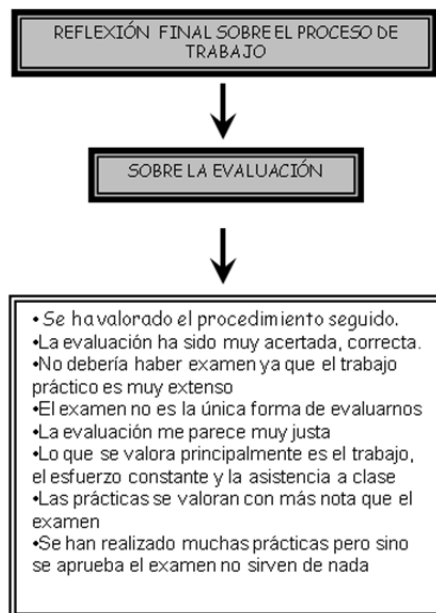 REFLEXIÓN FINAL SOBRE EL PROCESO DE
TRABAJO
SOBRE LA EVALUACIÓN
•Se ha valorado el procedimiento seguido.
•La evaluación ha sido muy acertada, correcta.
•No debería haber examen ya que el trabajo
práctico es muy extenso
•El examen no es la única forma de evaluarnos
•La evaluación me parece muy justa
•Lo que se valora principalmente es el trabajo,
el esfuerzo constante y la asistencia a clase
•Las prácticas se valoran con más nota que el
examen
•Se han realizado muchas prácticas pero sino
se aprueba el examen no sirven de nada